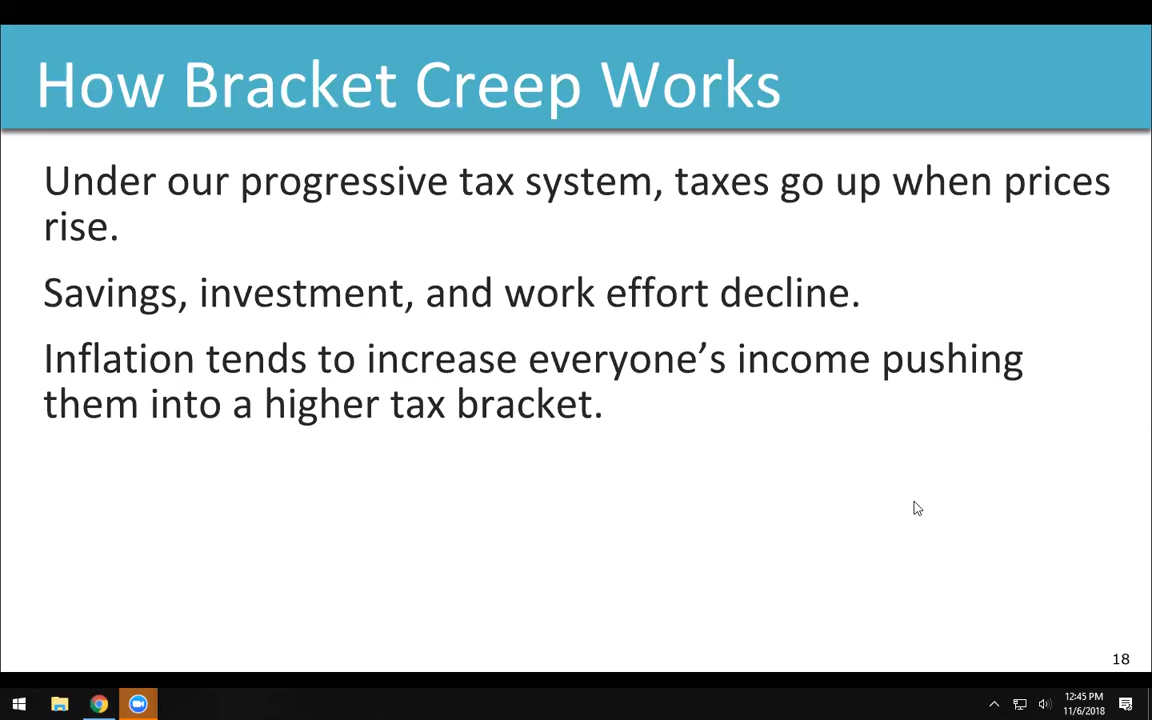 How Bracket Creep Works
Under our progressive tax system, taxes go up when prices
rise.
Savings, investment, and work effort decline.
Inflation tends to increase everyone’s income pushing
them into a higher tax bracket.
18
12:45 PM
11/6/2018